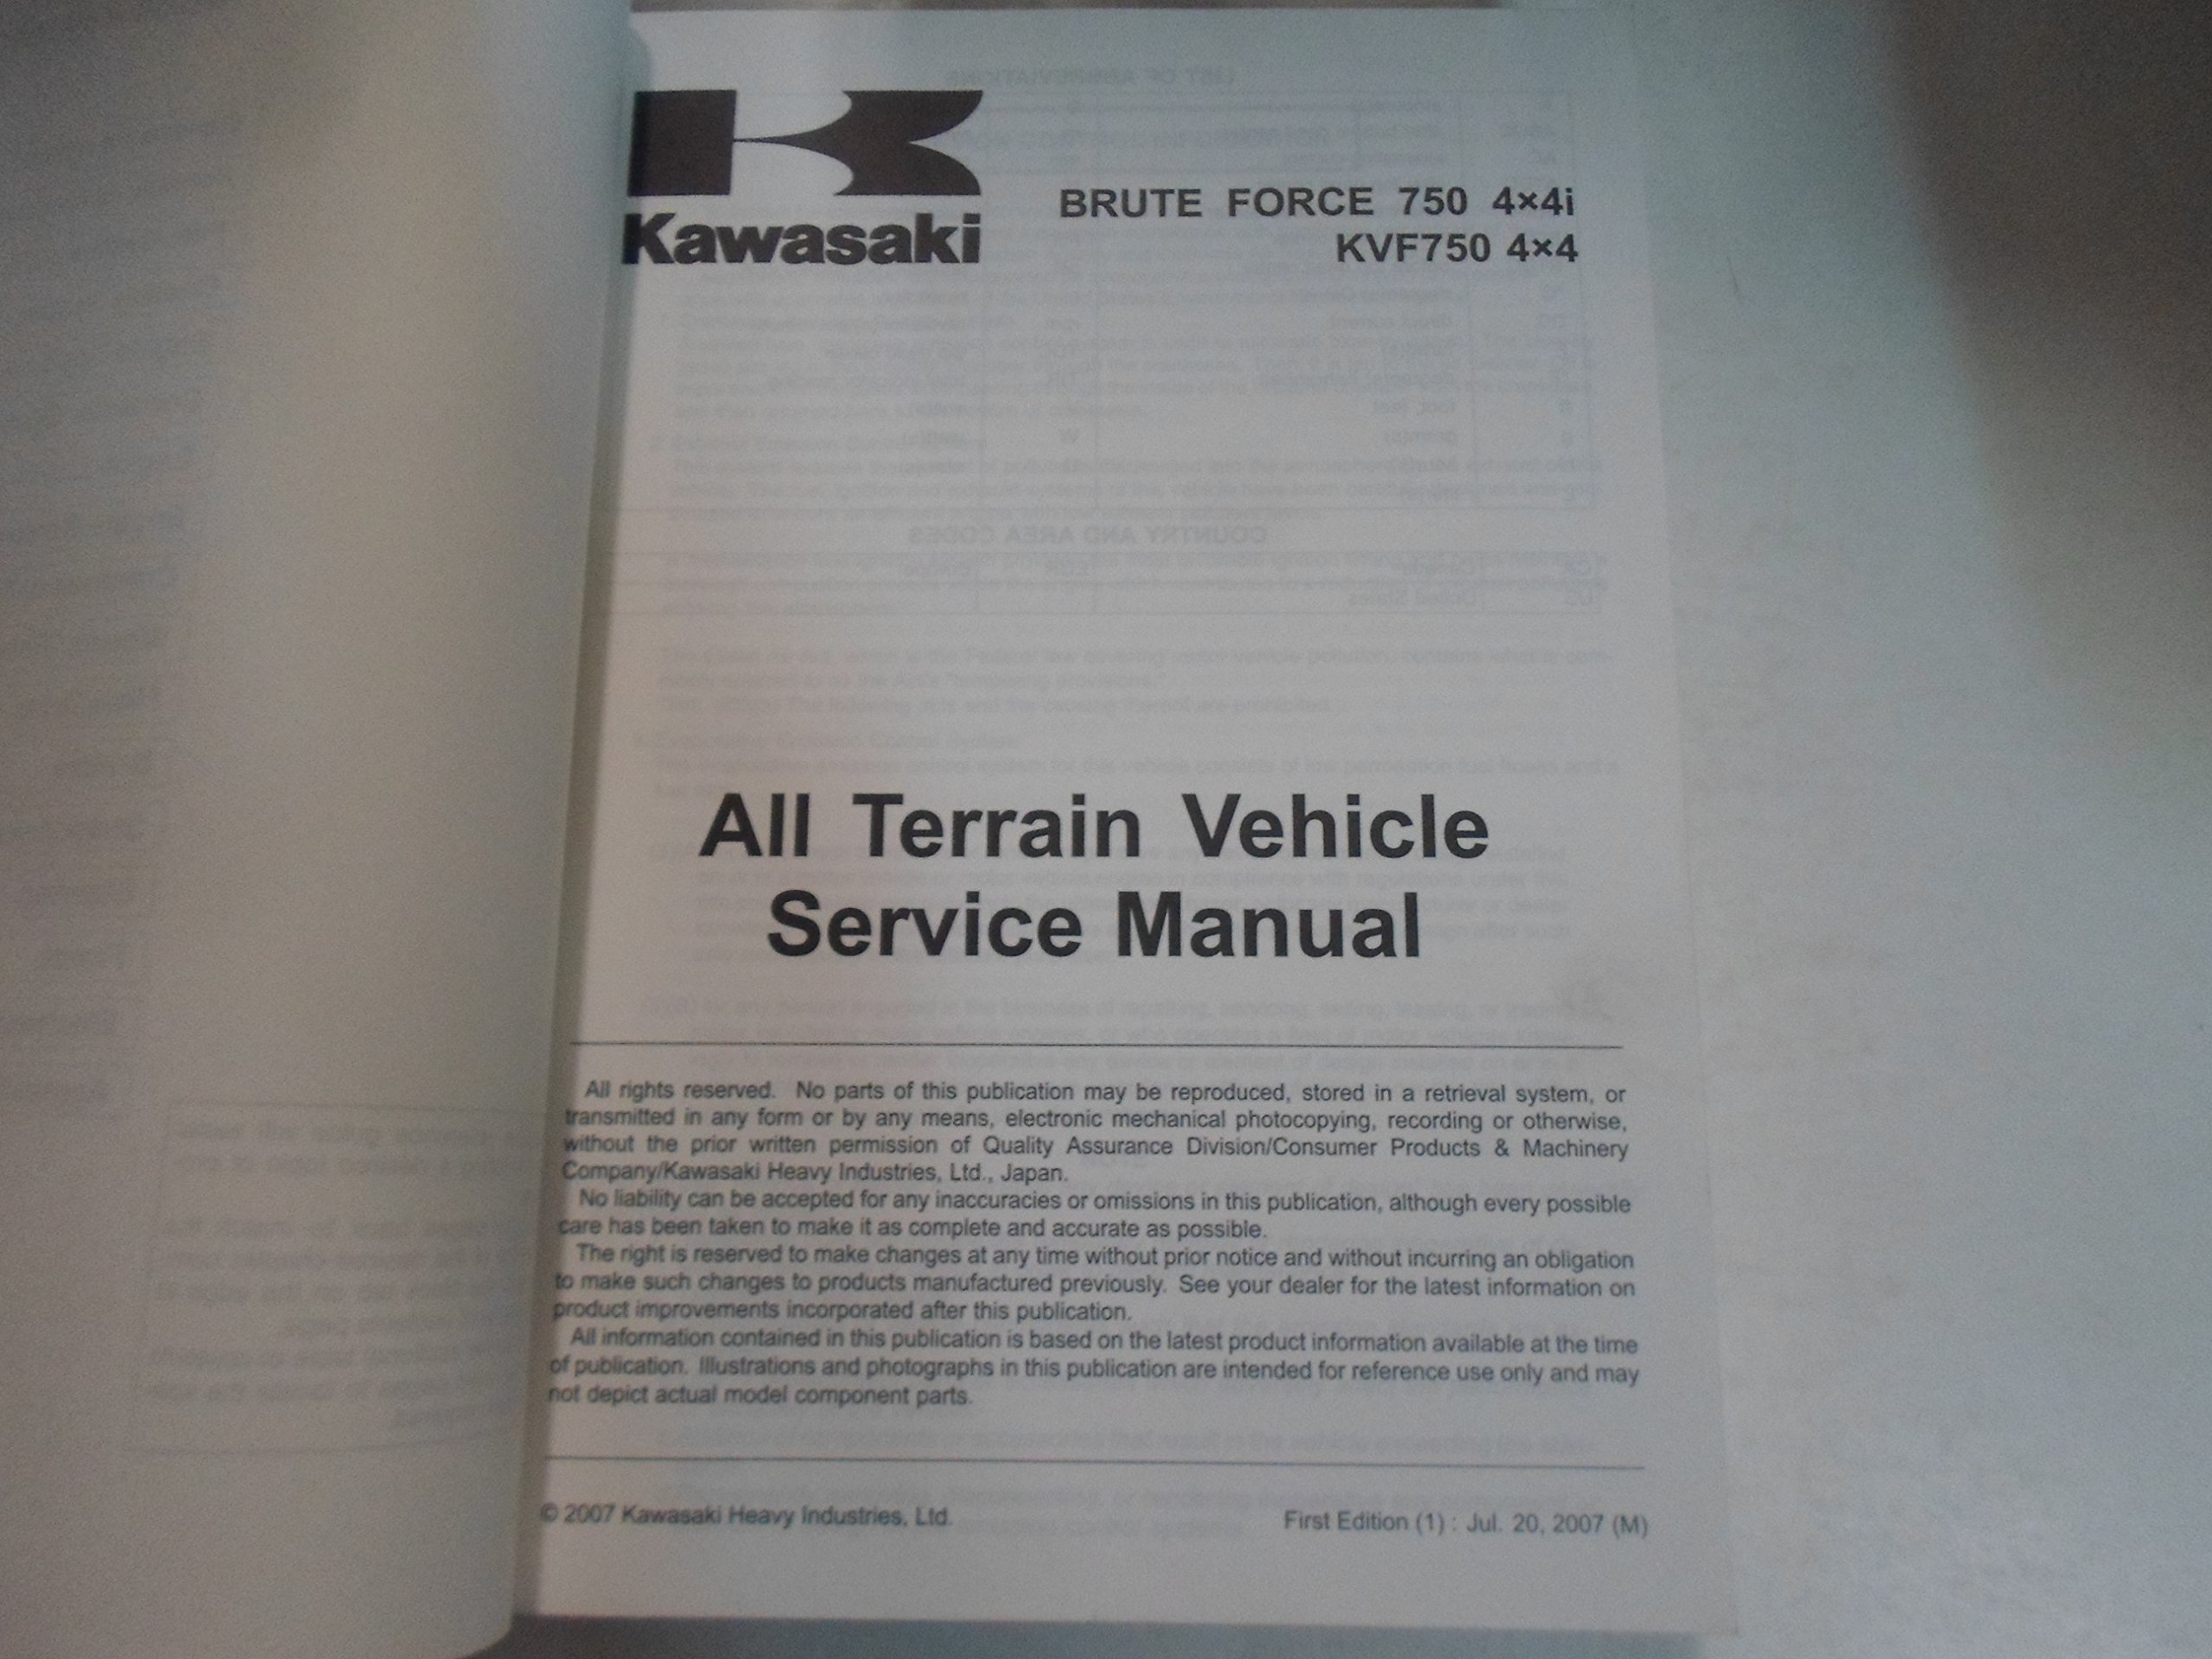 Kawasaki
BRUTE FORCE 750 4×4i
KVF750 4×4
All Terrain Vehicle
Service Manual
All rights reserved. No parts of this publication may be reproduced, stored in a retrieval system, or
transmitted in any form or by any means, electronic mechanical photocopying, recording or otherwise,
without the prior written permission of Quality Assurance Division/Consumer Products & Machinery
Company/Kawasaki Heavy Industries, Ltd., Japan.
No liability can be accepted for any inaccuracies or omissions in this publication, although every possible
care has been taken to make it as complete and accurate as possible.
The right is reserved to make changes at any time without prior notice and without incurring an obligation
to make such changes to products manufactured previously. See your dealer for the latest information on
product improvements incorporated after this publication.
All information contained in this publication is based on the latest product information available at the time
of publication. Illustrations and photographs in this publication are intended for reference use only and may
not depict actual model component parts.
© 2007 Kawasaki Heavy Industries, Ltd.
First Edition (1) : Jul. 20, 2007 (M)